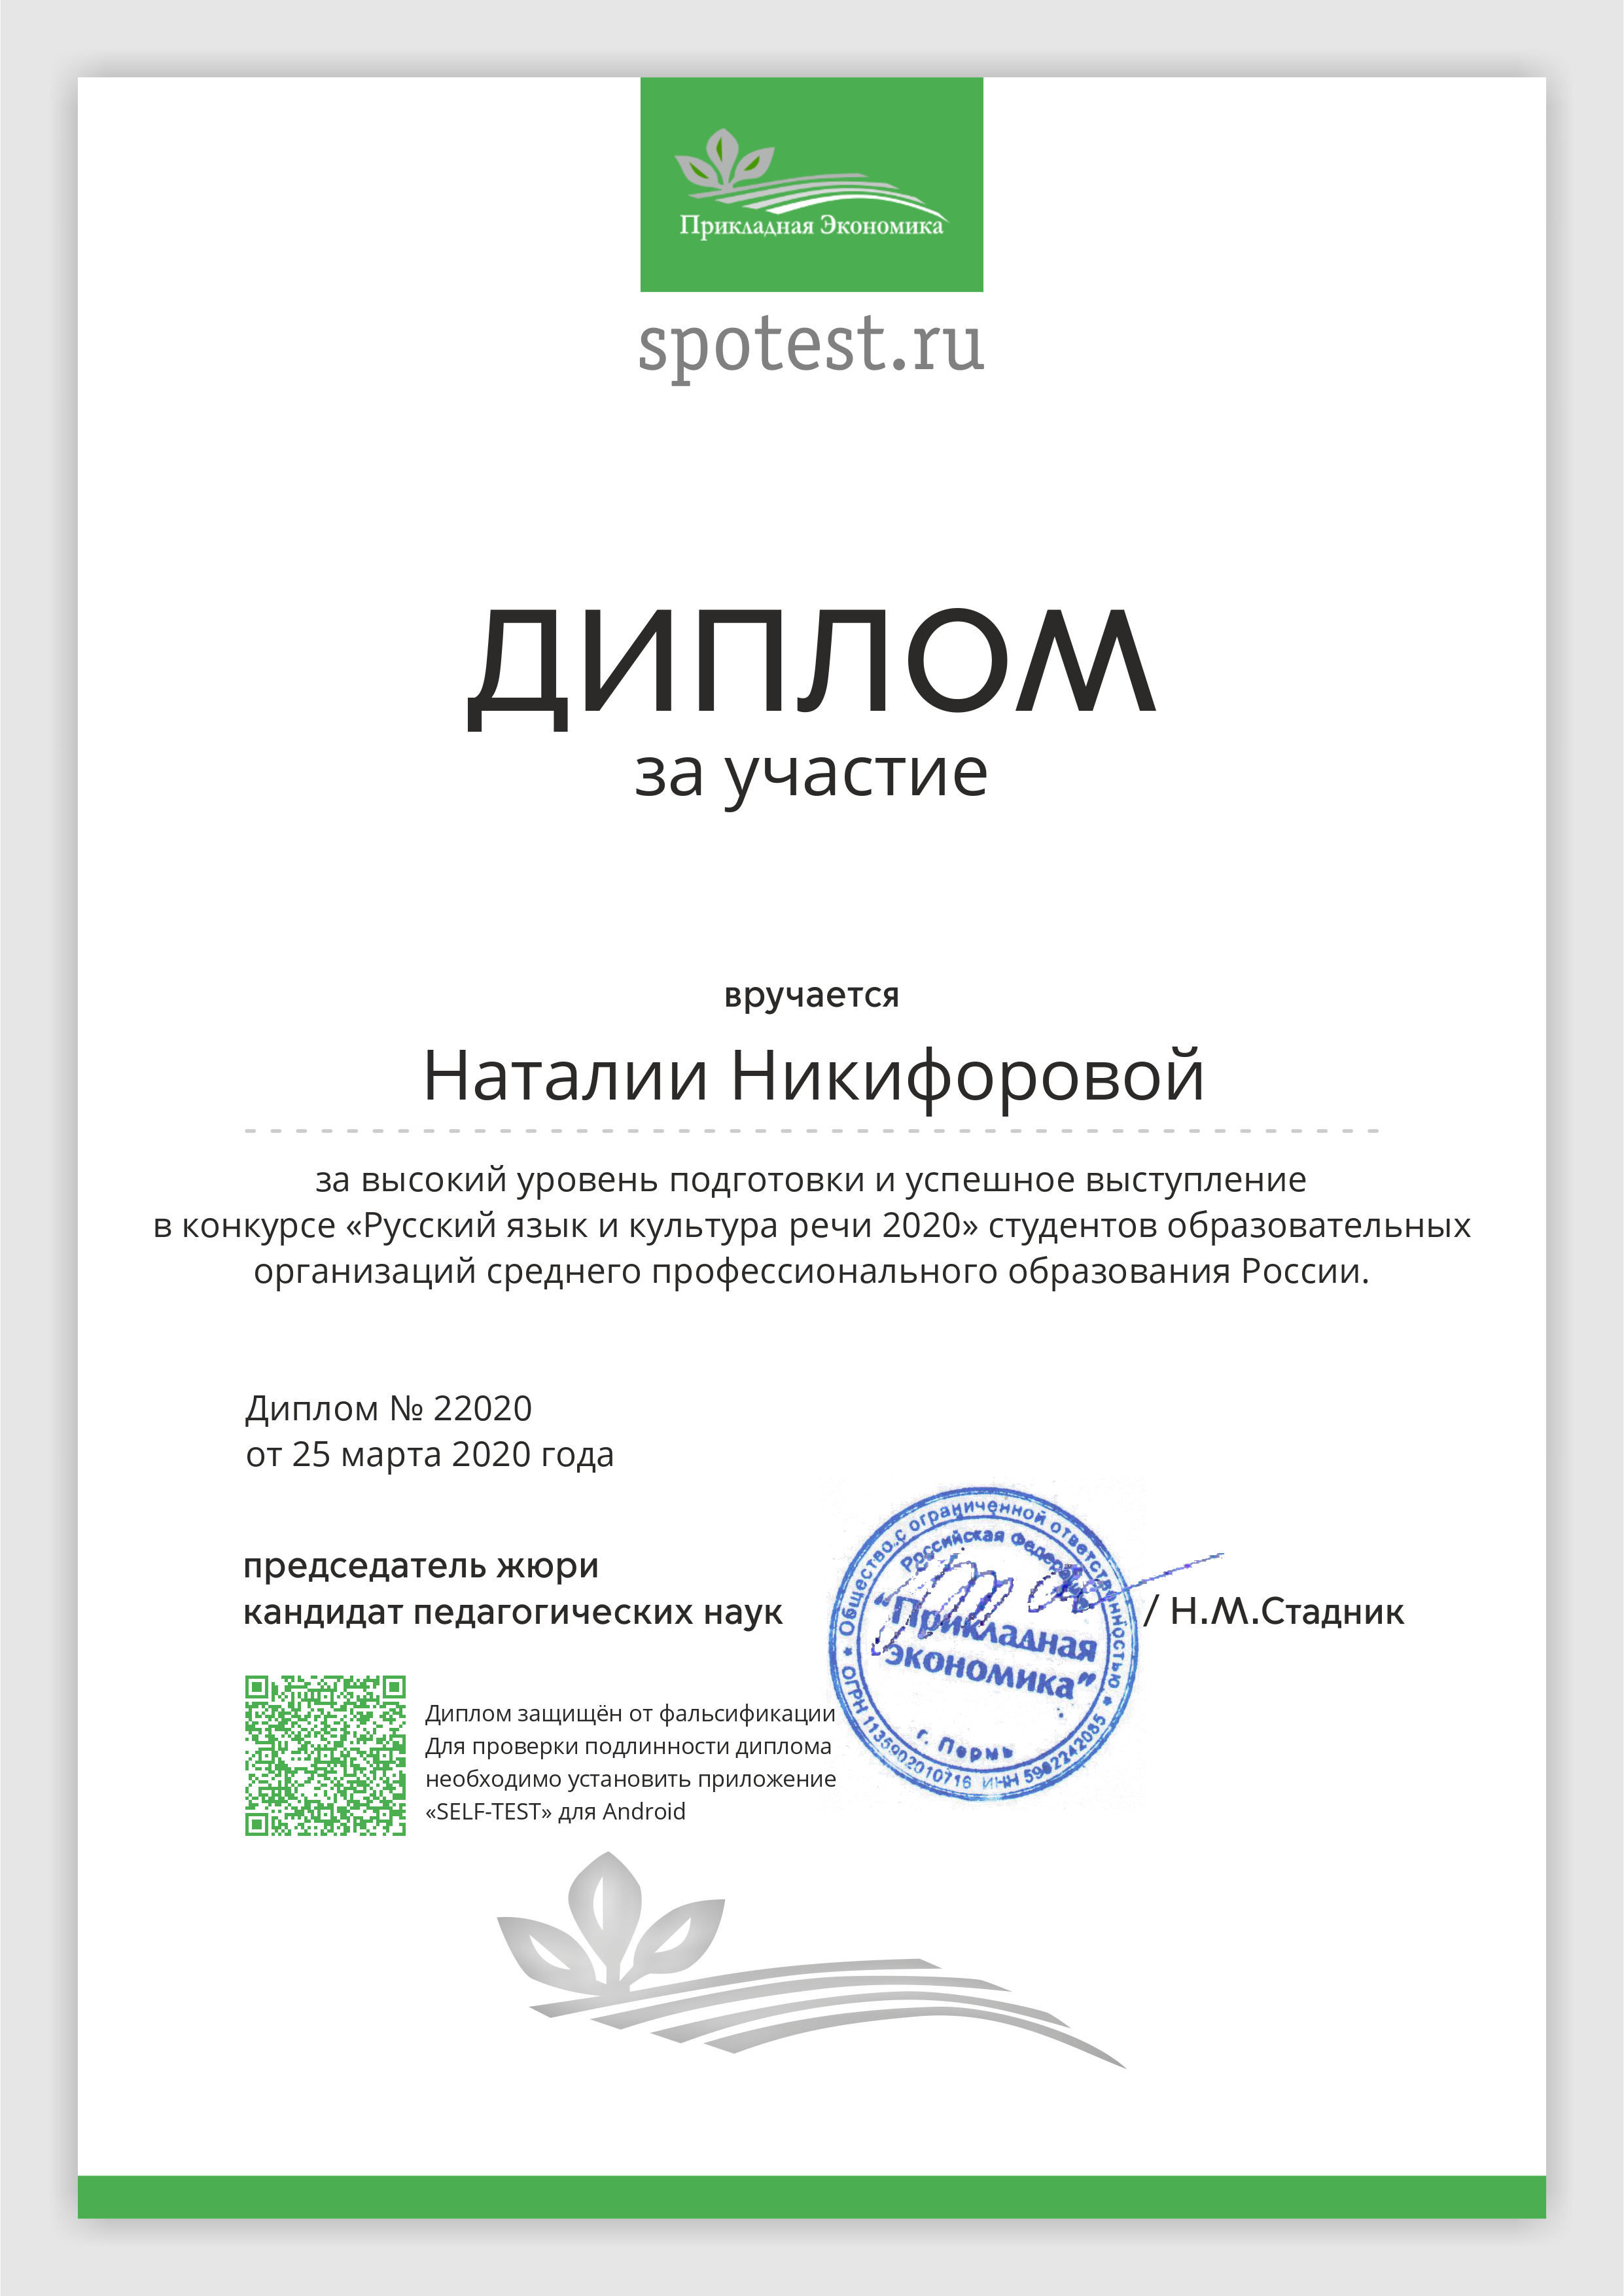 Прикладная Экономика
spotest.ru
ДИПЛОМ
за участие
вручается
Наталии Никифоровой
за высокий уровень подготовки и успешное выступление
в конкурсе «Русский язык и культура речи 2020» студентов образовательных
организаций среднего профессионального образования России.
Диплом № 22020
от 25 марта 2020 года
председатель жюри
кандидат педагогических наук
/ Н.М.Стадник
Общество с ограниченной ответственностью
Российская Федерация
"Прикладная
экономика"
г. Пермь
ОГРН 1135902010716 ИНН 5902242085
Диплом защищён от фальсификации
Для проверки подлинности диплома
необходимо установить приложение
«SELF-TEST» для Android